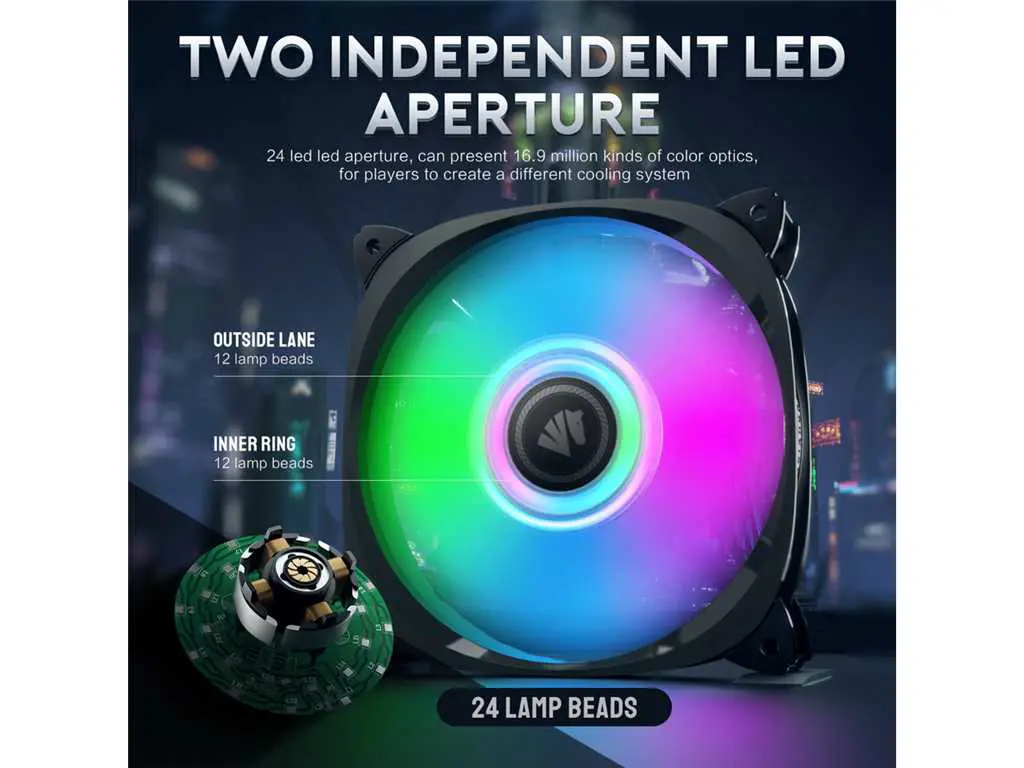 TWO INDEPENDENT LED
APERTURE
24 led led aperture, can present 16.9 million kinds of color optics,
for players to create a different cooling system
OUTSIDE LANE
12 lamp beads
INNER RING
12 lamp beads
24 LAMP BEADS